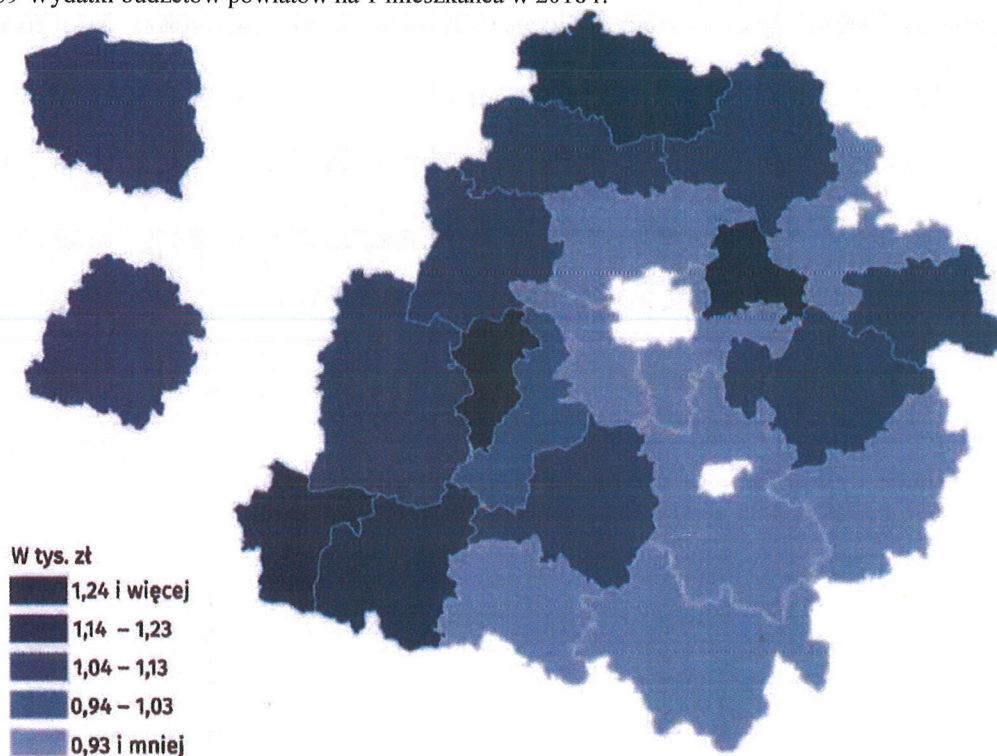 Wydatki budżetów powiatów na 1 mieszkańca w 2018 r.
W tys. zł
1,24 i więcej
1,14 – 1,23
1,04 – 1,13
0,94 – 1,03
0,93 i mniej